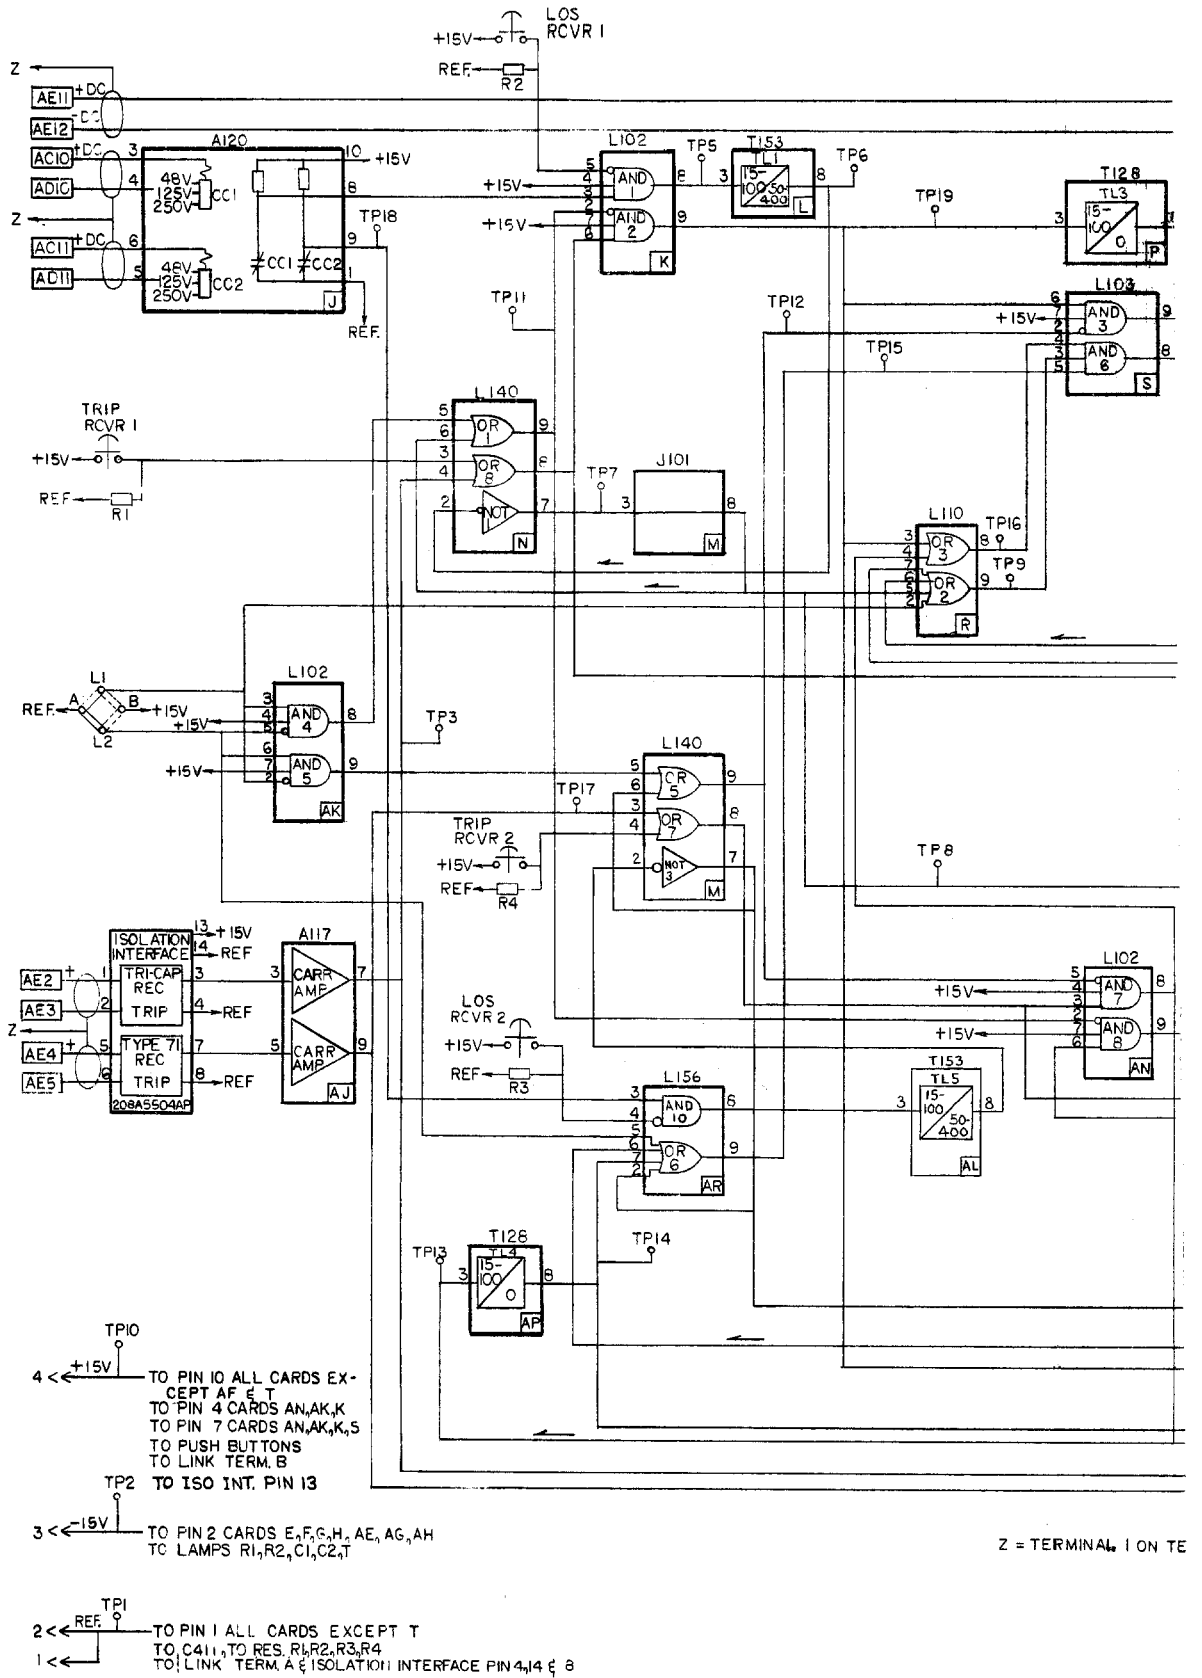 LOS
RCVR 1
+15V
REF.
R2
Z
AE11
+DC
AE12
-DC
AC10
+DC
3
AD10
4
Z
AC11
+DC
6
AD11
5
A120
48V
125V
250V
CC1
48V
125V
250V
CC2
CC1
CC2
10
+15V
8
TP18
9
1
J
REF.
L102
5
4
3
2
7
6
+15V
+15V
AND
1
AND
2
8
9
K
TP5
T153
TL1
3
15-
100
50-
400
8
L
TP6
TP19
T128
TL3
3
15-
100
0
P
TP11
TP12
TP15
L103
6
7
+15V
2
4
3
5
AND
3
AND
6
9
8
S
TRIP
RCVR 1
+15V
REF
R1
L140
5
6
3
4
2
OR
1
OR
8
NOT
1
9
8
7
N
TP7
J101
3
8
M
L110
3
4
7
6
5
2
OR
3
OR
2
8
9
R
TP16
TP9
L1
A
B
L2
REF.
+15V
+15V
+15V
L102
3
4
5
6
7
2
AND
4
AND
5
8
9
AK
TP3
TP17
L140
5
6
3
4
2
OR
5
OR
7
NOT
3
9
8
7
M
TRIP
RCVR 2
+15V
REF
R4
TP8
ISOLATION
INTERFACE
13
+15V
14
REF
AE2
+
1
TRI-CAP
REC
3
AE3
2
TRIP
4
REF
Z
AE4
+
5
TYPE 71
REC
7
AE5
6
TRIP
8
REF
208A5504AP
A117
3
CARR
AMP
7
5
CARR
AMP
9
AJ
LOS
RCVR 2
+15V
REF
R3
L156
3
4
5
6
7
2
AND
10
OR
6
8
9
AR
T153
TL5
3
15-
100
50-
400
8
AL
L102
5
4
3
2
7
6
+15V
+15V
AND
7
AND
8
8
9
AN
TP13
T128
TL4
3
15-
100
0
8
AP
TP14
TP10
4 << +15V
TO PIN 10 ALL CARDS EX-
CEPT AF & T
TO PIN 4 CARDS AN,AK,K
TO PIN 7 CARDS AN,AK,K,S
TO PUSH BUTTONS
TO LINK TERM. B
TO ISO INT. PIN 13
TP2
3 << -15V
TO PIN 2 CARDS E,F,G,H, AE, AG, AH
TO LAMPS R1,R2,C1,C2,T
Z = TERMINAL 1 ON TE
TP1
2 << REF.
TO PIN 1 ALL CARDS EXCEPT T
1 <<
TO C411, TO RES. R1,R2,R3,R4
TO LINK TERM. A & ISOLATION INTERFACE PIN 4,14 & 8